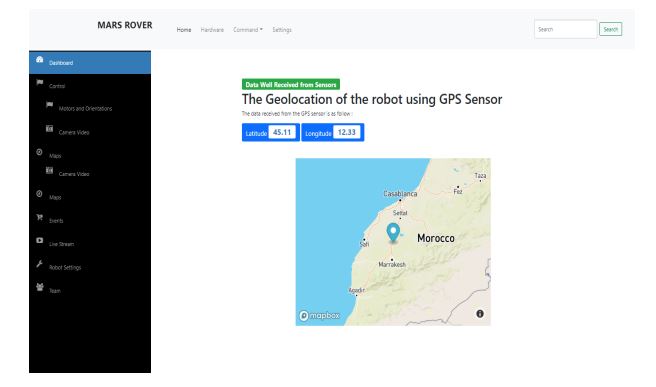 MARS ROVER
Home Hardware Command Settings
Search Search
Dashboard
Control
Motors and Orientations
Camera Video
Maps
Camera Video
Maps
Events
Live Stream
Robot Settings
Team
Data Well Received from Sensors
The Geolocation of the robot using GPS Sensor
The data received from the GPS sensor is as follow :
Latitude 45.11 Longitude 12.33
Taza
Casablanca
Fez
Settat
Safi
Morocco
Marrakesh
Agadir
mapbox